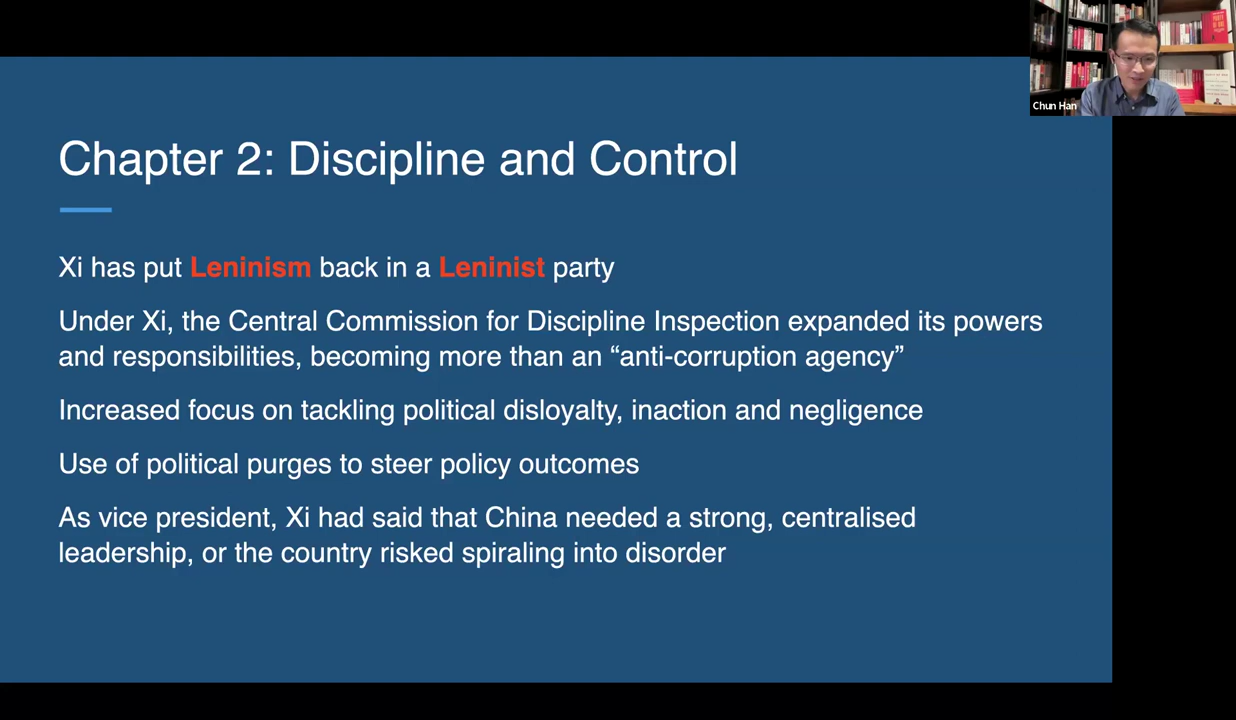 Chun Han
Chapter 2: Discipline and Control
Xi has put Leninism back in a Leninist party
Under Xi, the Central Commission for Discipline Inspection expanded its powers
and responsibilities, becoming more than an “anti-corruption agency”
Increased focus on tackling political disloyalty, inaction and negligence
Use of political purges to steer policy outcomes
As vice president, Xi had said that China needed a strong, centralised
leadership, or the country risked spiraling into disorder